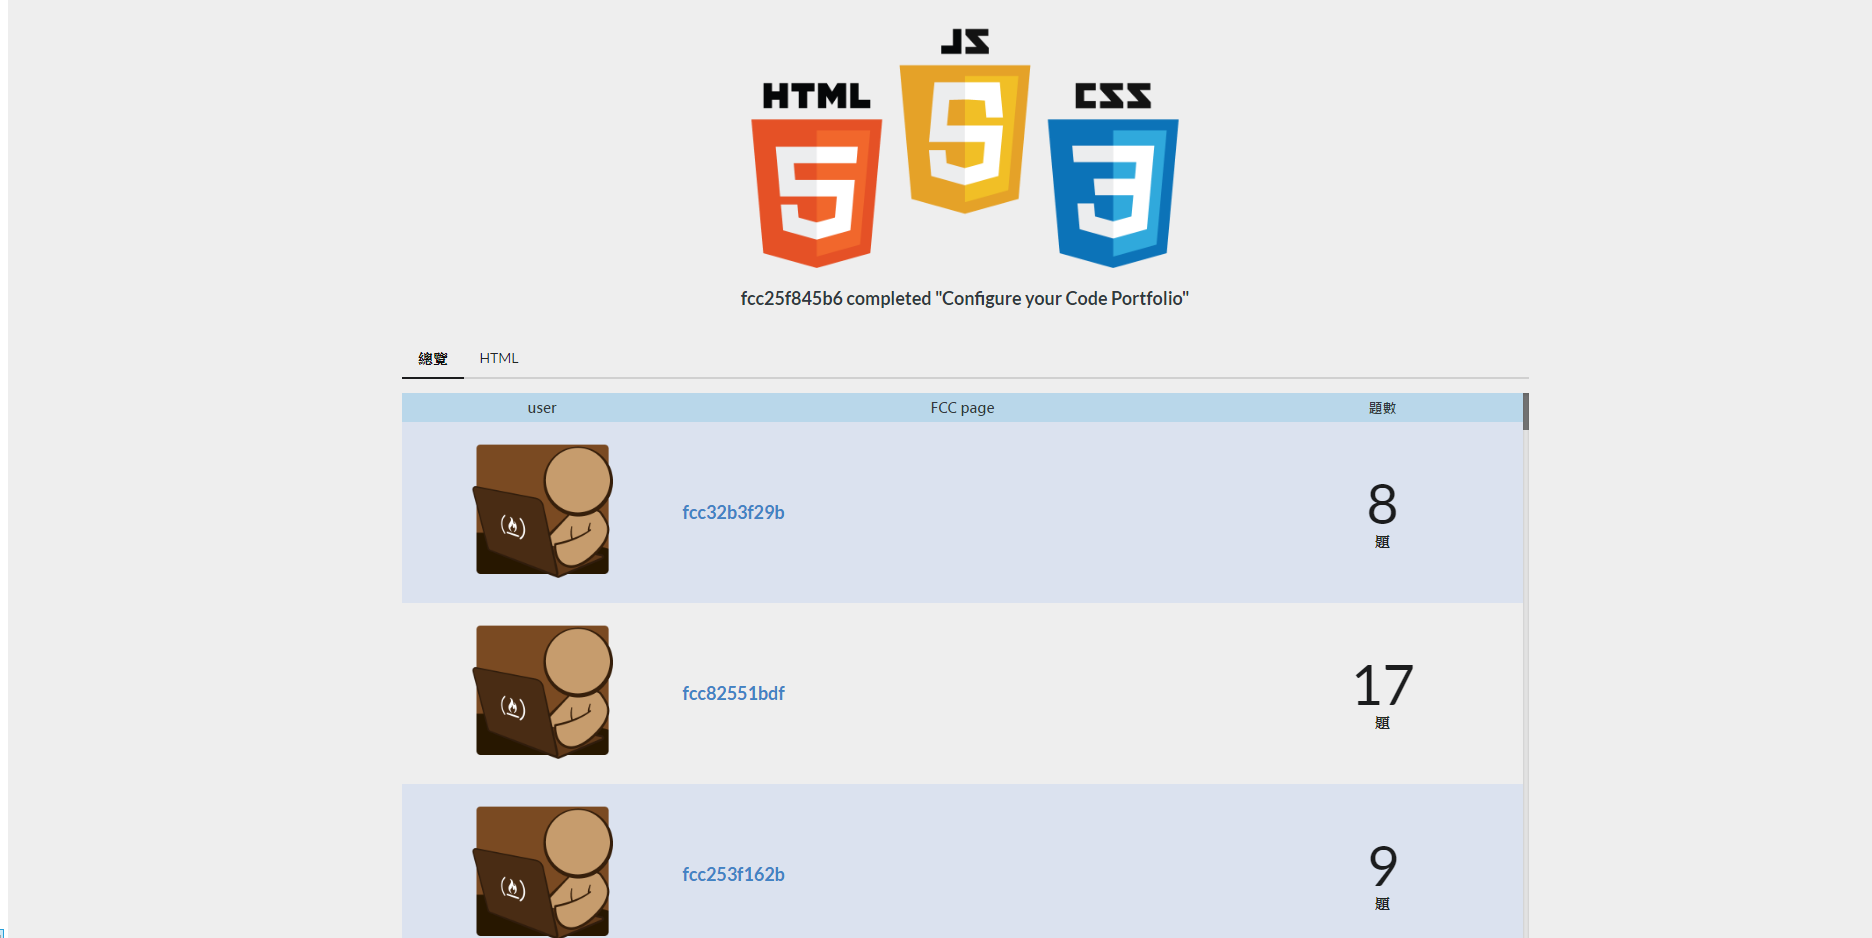 JS
HTML
CSS
fcc25f845b6 completed "Configure your Code Portfolio"
總覽 HTML
user FCC page 題數
fcc32b3f29b 8
題
fcc82551bdf 17
題
fcc253f162b 9
題